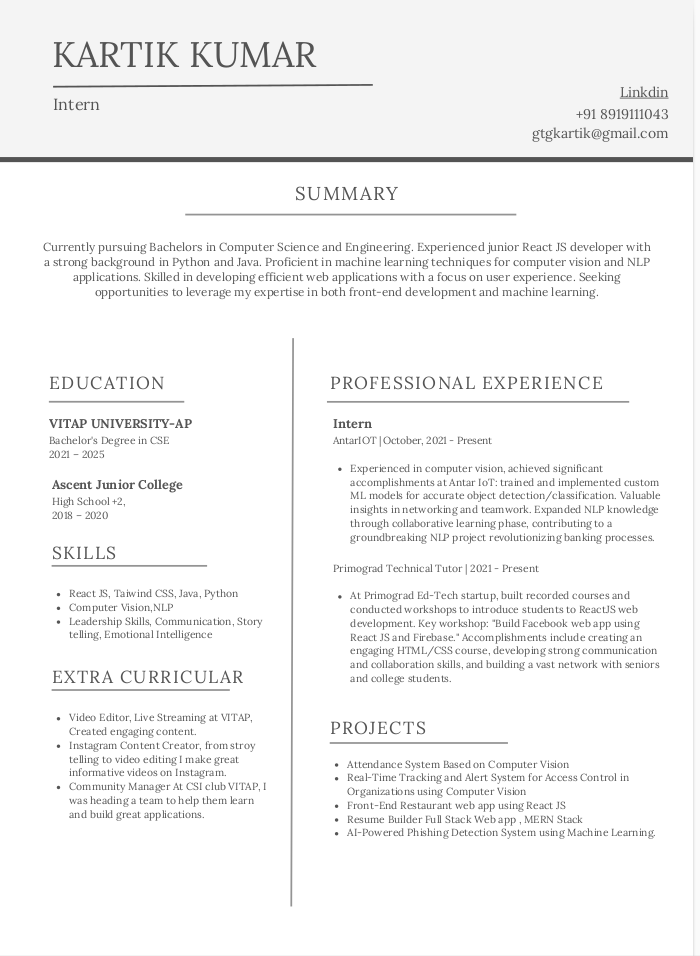 KARTIK KUMAR
Intern
Linkdin
+91 8919111043
gtgkartik@gmail.com
SUMMARY
Currently pursuing Bachelors in Computer Science and Engineering. Experienced junior React JS developer with
a strong background in Python and Java. Proficient in machine learning techniques for computer vision and NLP
applications. Skilled in developing efficient web applications with a focus on user experience. Seeking
opportunities to leverage my expertise in both front-end development and machine learning.
EDUCATION
VITAP UNIVERSITY-AP
Bachelor's Degree in CSE
2021 – 2025
Ascent Junior College
High School +2,
2018 – 2020
SKILLS
• React JS, Taiwind CSS, Java, Python
• Computer Vision,NLP
• Leadership Skills, Communication, Story
telling, Emotional Intelligence
EXTRA CURRICULAR
• Video Editor, Live Streaming at VITAP,
Created engaging content.
• Instagram Content Creator, from stroy
telling to video editing I make great
informative videos on Instagram.
• Community Manager At CSI club VITAP, I
was heading a team to help them learn
and build great applications.
PROFESSIONAL EXPERIENCE
Intern
AntarIOT | October, 2021 - Present
• Experienced in computer vision, achieved significant
accomplishments at Antar IoT: trained and implemented custom
ML models for accurate object detection/classification. Valuable
insights in networking and teamwork. Expanded NLP knowledge
through collaborative learning phase, contributing to a
groundbreaking NLP project revolutionizing banking processes.
Primograd Technical Tutor | 2021 - Present
• At Primograd Ed-Tech startup, built recorded courses and
conducted workshops to introduce students to ReactJS web
development. Key workshop: "Build Facebook web app using
React JS and Firebase." Accomplishments include creating an
engaging HTML/CSS course, developing strong communication
and collaboration skills, and building a vast network with seniors
and college students.
PROJECTS
• Attendance System Based on Computer Vision
• Real-Time Tracking and Alert System for Access Control in
Organizations using Computer Vision
• Front-End Restaurant web app using React JS
• Resume Builder Full Stack Web app , MERN Stack
• AI-Powered Phishing Detection System using Machine Learning.